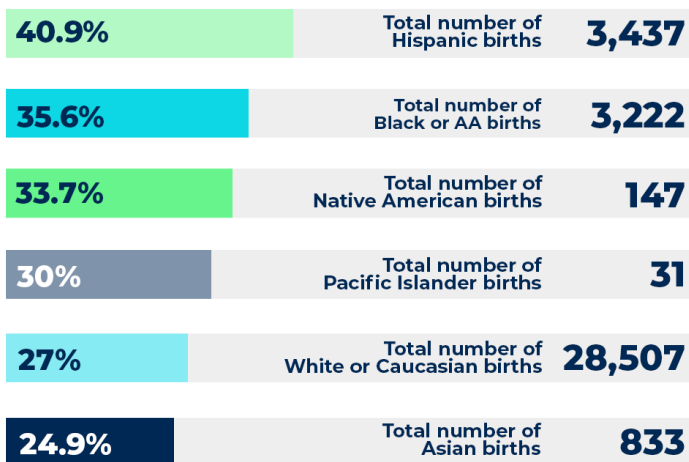 40.9%
Total number of
Hispanic births
3,437
35.6%
Total number of
Black or AA births
3,222
33.7%
Total number of
Native American births
147
30%
Total number of
Pacific Islander births
31
27%
Total number of
White or Caucasian births
28,507
24.9%
Total number of
Asian births
833